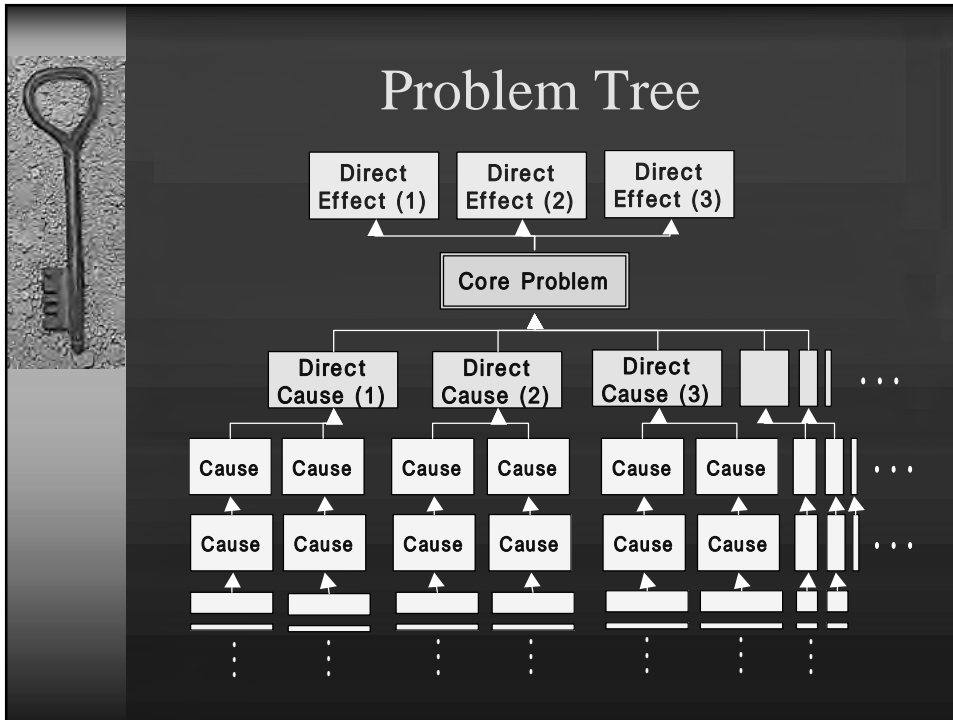 Problem Tree
Direct
Effect (1)
Direct
Effect (2)
Direct
Effect (3)
Core Problem
Direct
Cause (1)
Direct
Cause (2)
Direct
Cause (3)
. . .
Cause
Cause
Cause
Cause
Cause
Cause
. . .
Cause
Cause
Cause
Cause
Cause
Cause
. . .